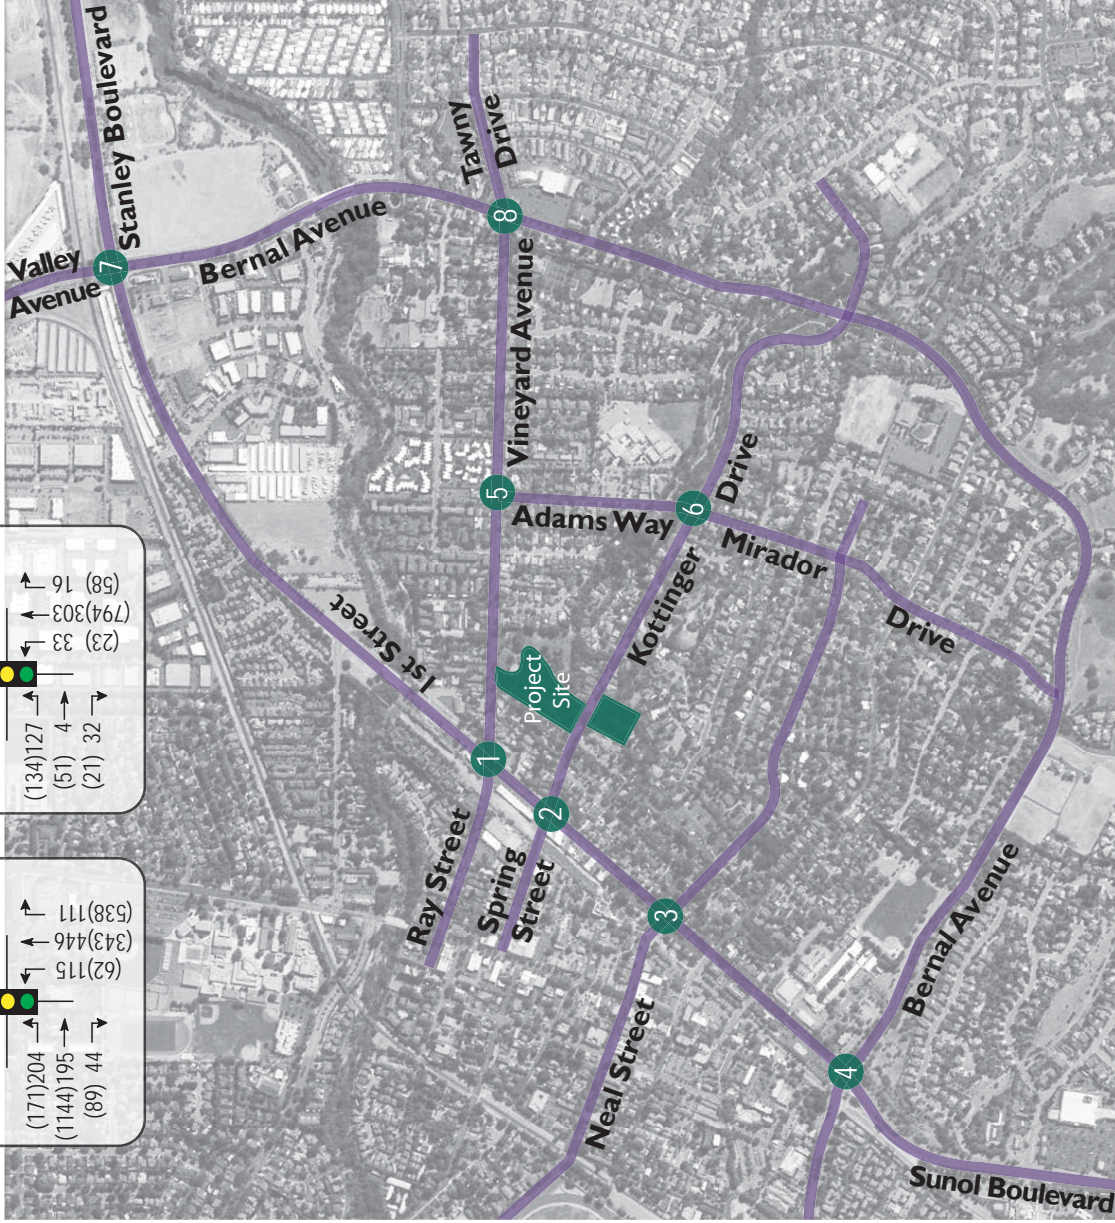 Stanley Boulevard
Valley
Avenue
7
Bernal Avenue
Tawny
Drive
8
Vineyard Avenue
5
Adams Way
6
Drive
Mirador
Drive
Kottinger
1st Street
Project
Site
1
2
3
4
Ray Street
Spring
Street
Neal Street
Bernal Avenue
Sunol Boulevard
(134)127
(51) 4
(21) 32
(58) 16
(794)303
(23) 33
(171)204
(1144)195
(89) 44
(538)111
(343)446
(62)115